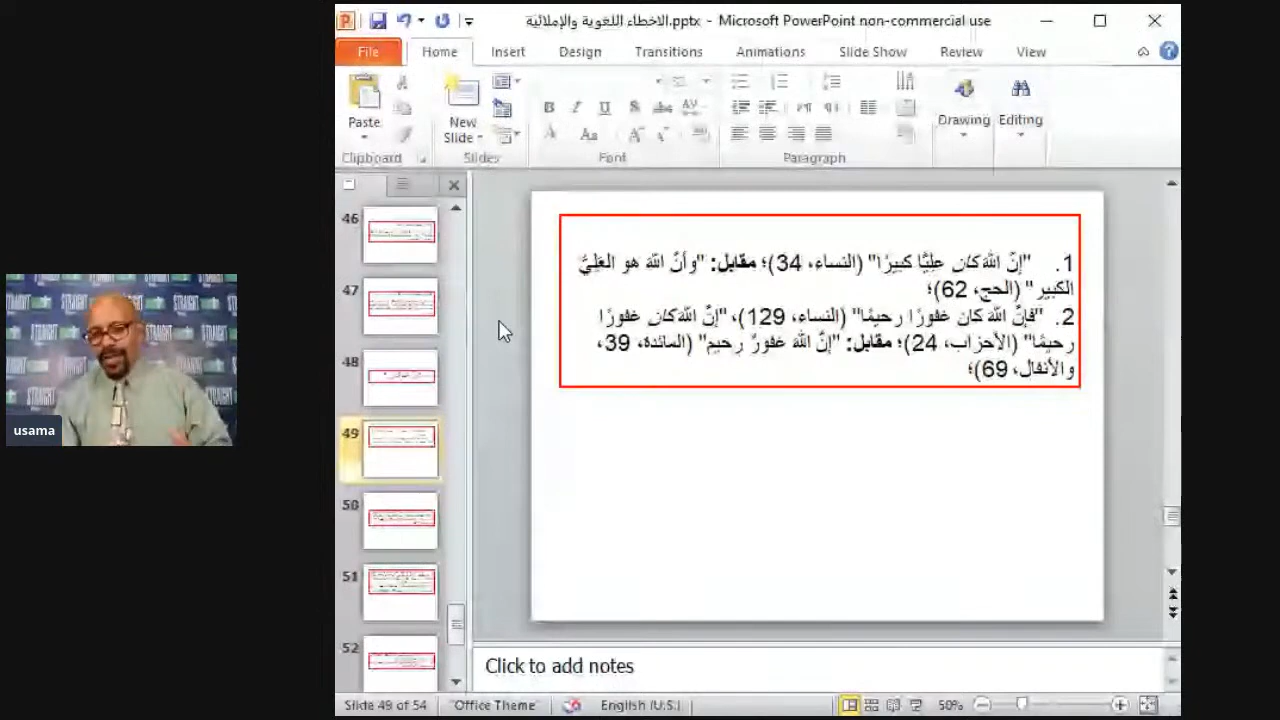 الاخطاء اللغوية والإملائية.pptx - Microsoft PowerPoint non-commercial use
File Home Insert Design Transitions Animations Slide Show Review View
Paste
New
Slide
Drawing
Editing
Clipboard
Slides
Font
Paragraph
46
47
48
49
50
51
52
1. "إنّ اللهَ كان عليًّا كبيرًا" (النساء، 34)؛ مقابل: "وأنّ اللهَ هو العَلِيُّ
الكبير" (الحج، 62)؛
2. "فإنّ اللهَ كان غفورًا رحيمًا" (النساء، 129)، "إنّ اللهَ كان غفورًا
رحيمًا" (الأحزاب، 24)؛ مقابل: "إنّ اللهَ غفورٌ رحيم" (المائدة، 39،
والأنفال، 69)؛
STRAIGHT
usama
Click to add notes
Slide 49 of 54
"Office Theme"
English (U.S.)
50%